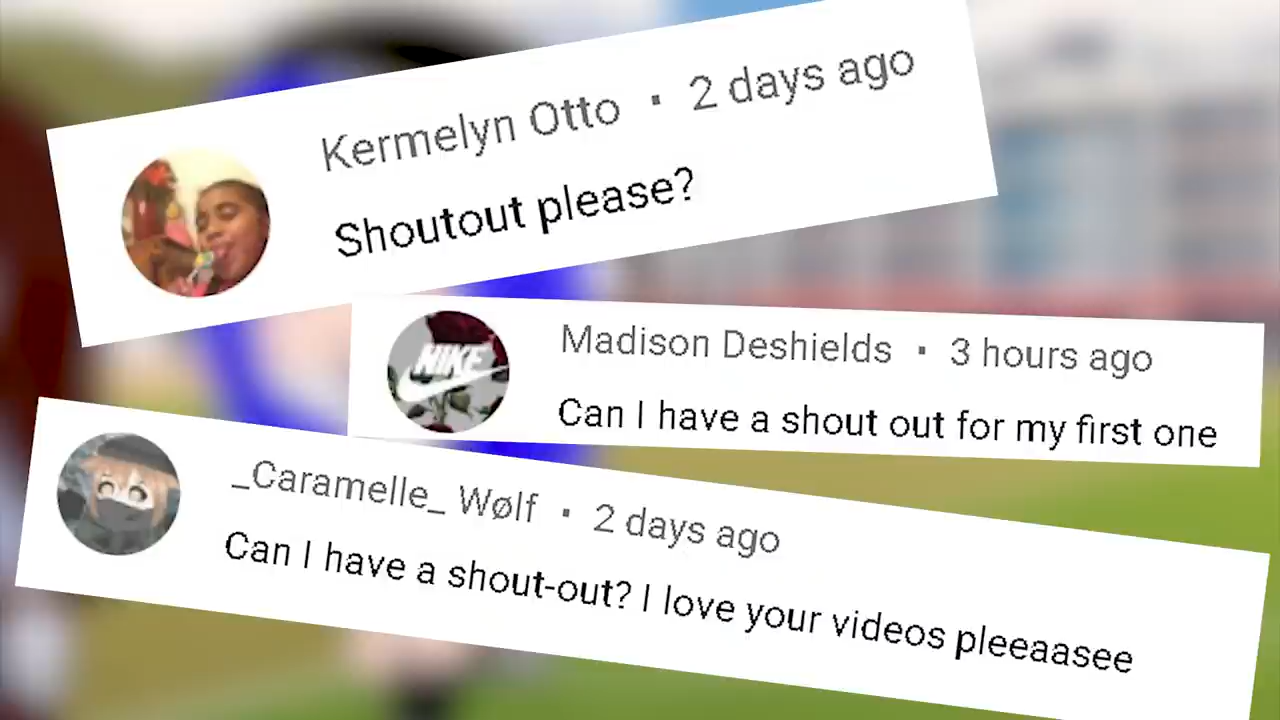 Kermelyn Otto · 2 days ago
Shoutout please?
NIKE
Madison Deshields · 3 hours ago
Can I have a shout out for my first one
_Caramelle_ Wølf · 2 days ago
Can I have a shout-out? I love your videos pleeaasee